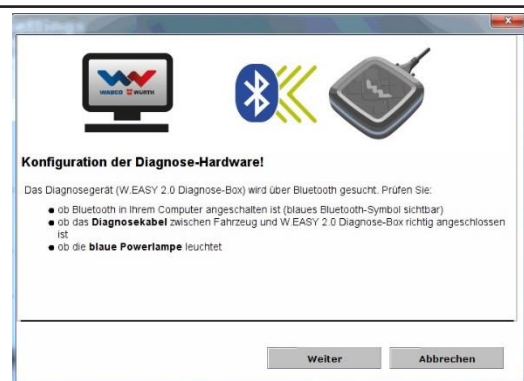 WABCO WÜRTH
Konfiguration der Diagnose-Hardware!
Das Diagnosegerät (W.EASY 2.0 Diagnose-Box) wird über Bluetooth gesucht. Prüfen Sie:
ob Bluetooth in Ihrem Computer angeschalten ist (blaues Bluetooth-Symbol sichtbar)
ob das Diagnosekabel zwischen Fahrzeug und W.EASY 2.0 Diagnose-Box richtig angeschlossen
ist
ob die blaue Powerlampe leuchtet
Weiter Abbrechen